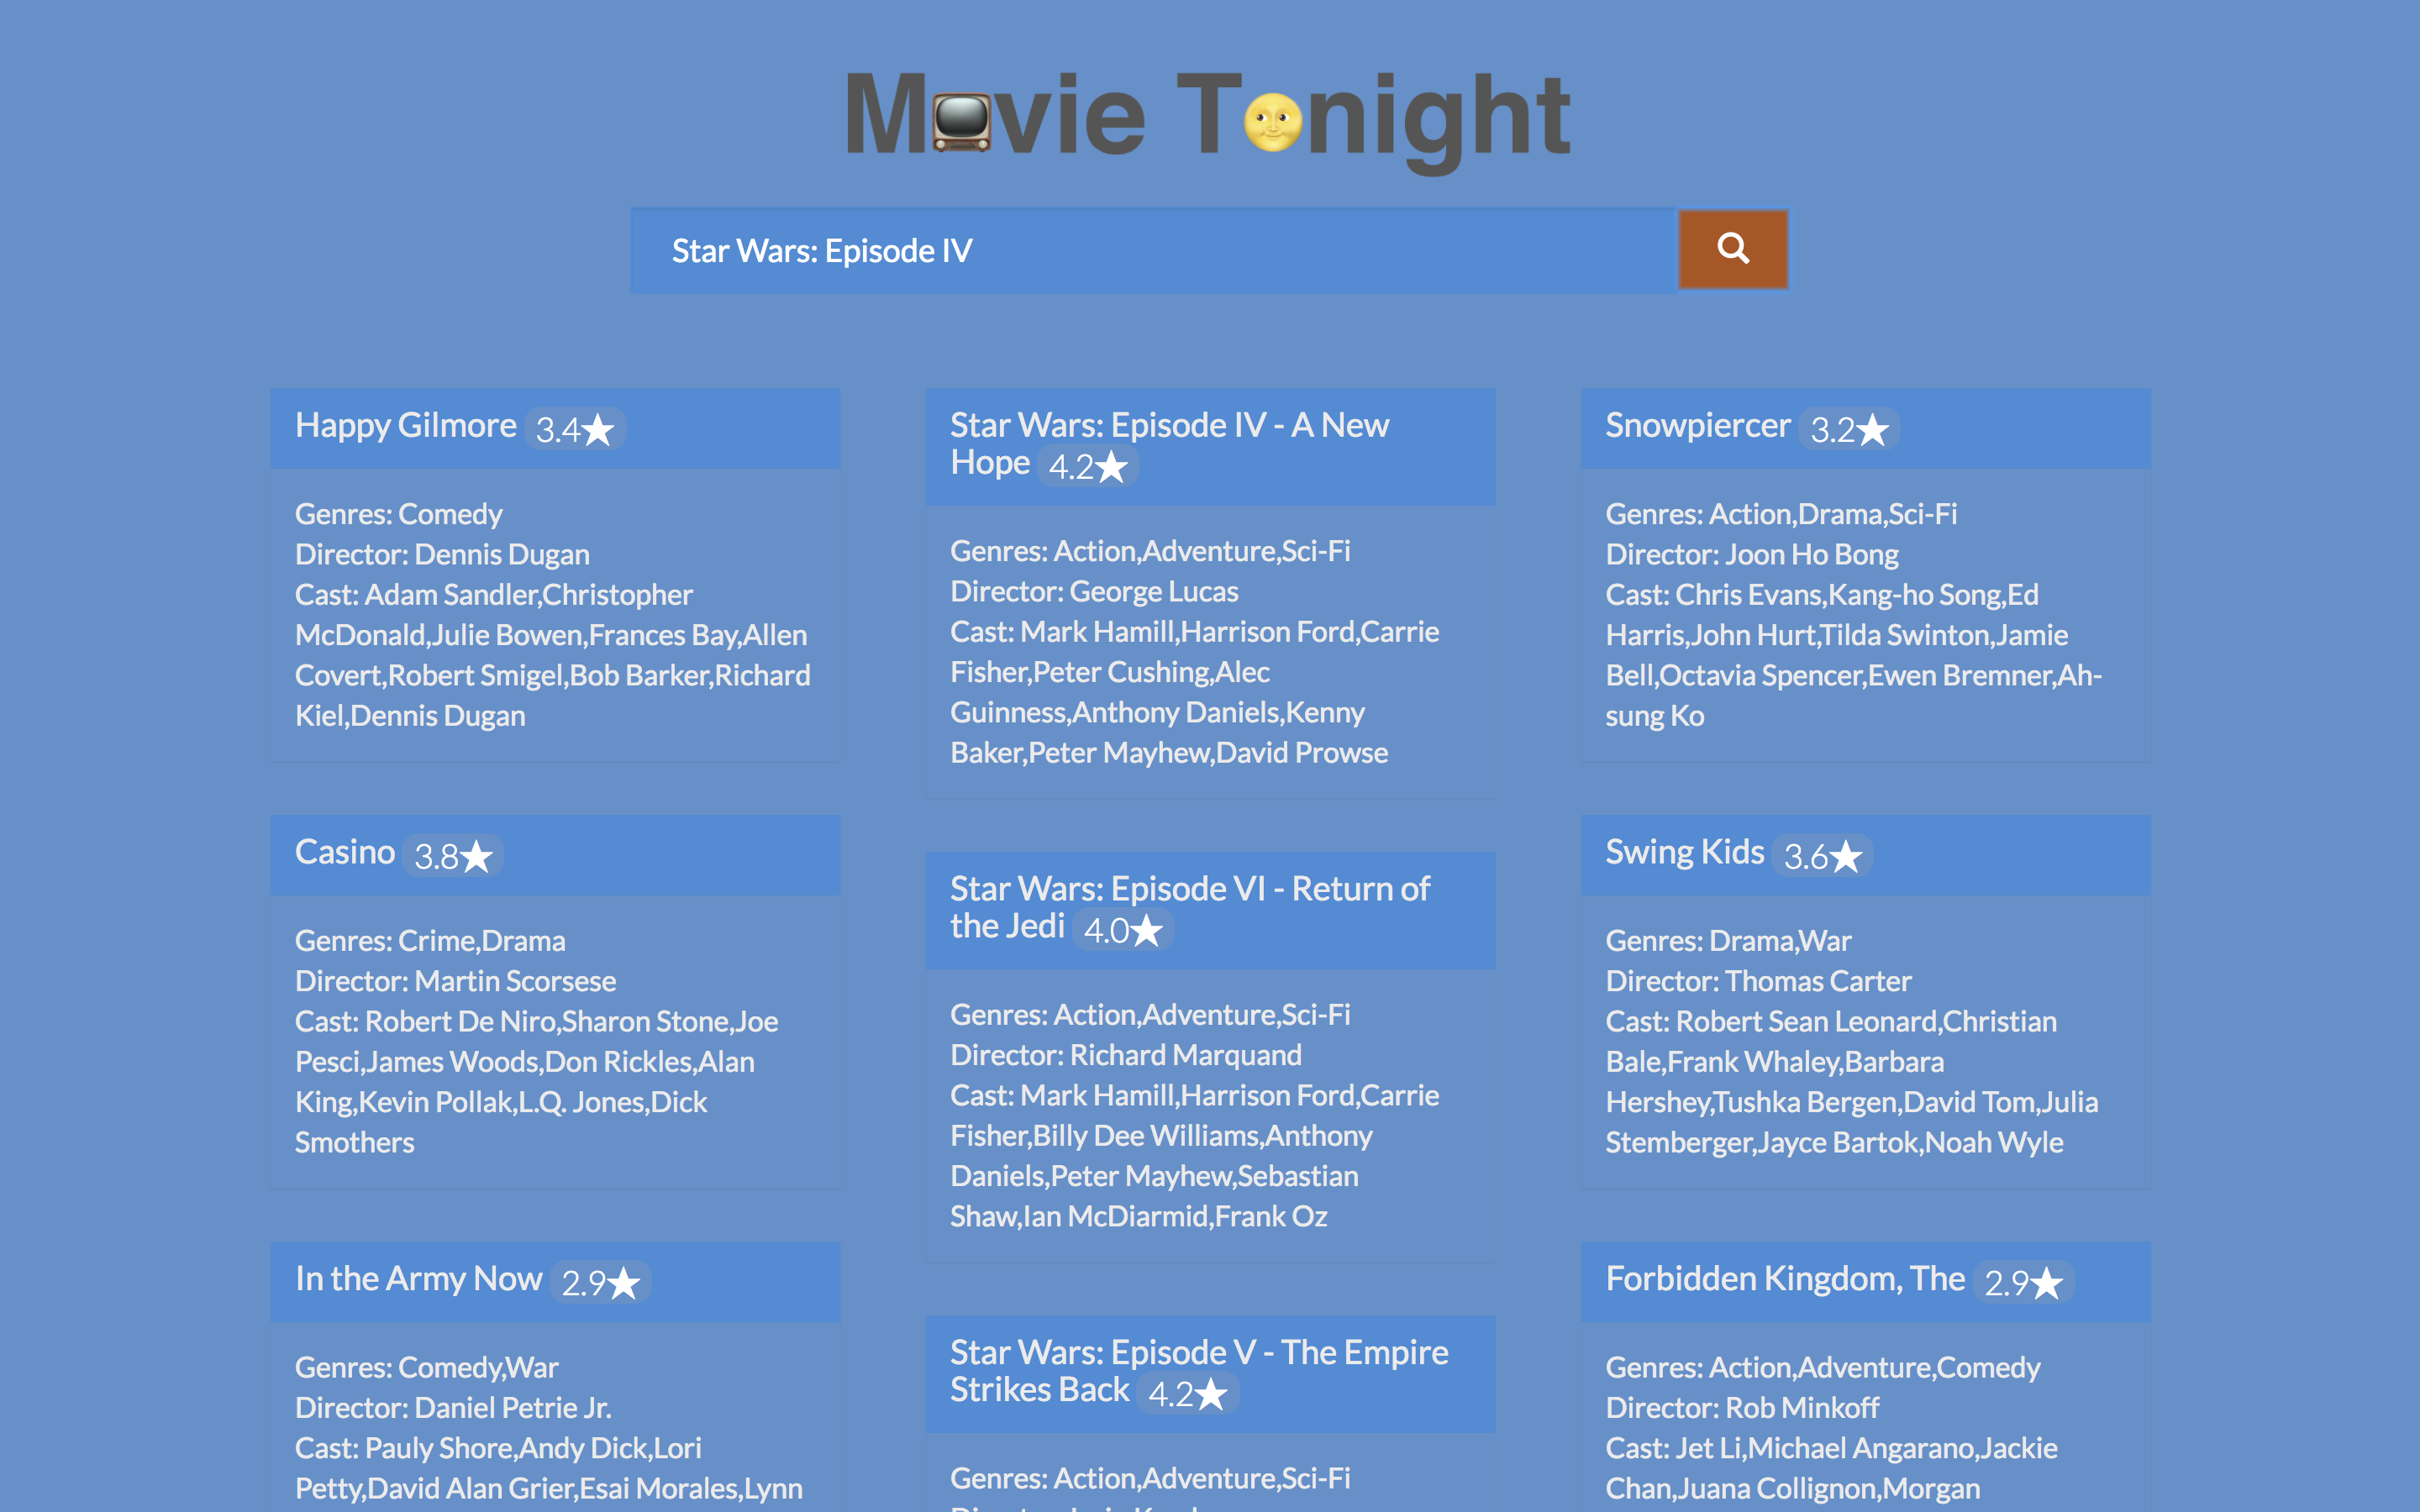 Movie Tonight
Star Wars: Episode IV
Happy Gilmore 3.4★
Genres: Comedy
Director: Dennis Dugan
Cast: Adam Sandler,Christopher
McDonald,Julie Bowen,Frances Bay,Allen
Covert,Robert Smigel,Bob Barker,Richard
Kiel,Dennis Dugan
Casino 3.8★
Genres: Crime,Drama
Director: Martin Scorsese
Cast: Robert De Niro,Sharon Stone,Joe
Pesci,James Woods,Don Rickles,Alan
King,Kevin Pollak,L.Q. Jones,Dick
Smothers
In the Army Now 2.9★
Genres: Comedy,War
Director: Daniel Petrie Jr.
Cast: Pauly Shore,Andy Dick,Lori
Petty,David Alan Grier,Esai Morales,Lynn
Star Wars: Episode IV - A New
Hope 4.2★
Genres: Action,Adventure,Sci-Fi
Director: George Lucas
Cast: Mark Hamill,Harrison Ford,Carrie
Fisher,Peter Cushing,Alec
Guinness,Anthony Daniels,Kenny
Baker,Peter Mayhew,David Prowse
Star Wars: Episode VI - Return of
the Jedi 4.0★
Genres: Action,Adventure,Sci-Fi
Director: Richard Marquand
Cast: Mark Hamill,Harrison Ford,Carrie
Fisher,Billy Dee Williams,Anthony
Daniels,Peter Mayhew,Sebastian
Shaw,Ian McDiarmid,Frank Oz
Star Wars: Episode V - The Empire
Strikes Back 4.2★
Genres: Action,Adventure,Sci-Fi
Snowpiercer 3.2★
Genres: Action,Drama,Sci-Fi
Director: Joon Ho Bong
Cast: Chris Evans,Kang-ho Song,Ed
Harris,John Hurt,Tilda Swinton,Jamie
Bell,Octavia Spencer,Ewen Bremner,Ah-
sung Ko
Swing Kids 3.6★
Genres: Drama,War
Director: Thomas Carter
Cast: Robert Sean Leonard,Christian
Bale,Frank Whaley,Barbara
Hershey,Tushka Bergen,David Tom,Julia
Stemberger,Jayce Bartok,Noah Wyle
Forbidden Kingdom, The 2.9★
Genres: Action,Adventure,Comedy
Director: Rob Minkoff
Cast: Jet Li,Michael Angarano,Jackie
Chan,Juana Collignon,Morgan